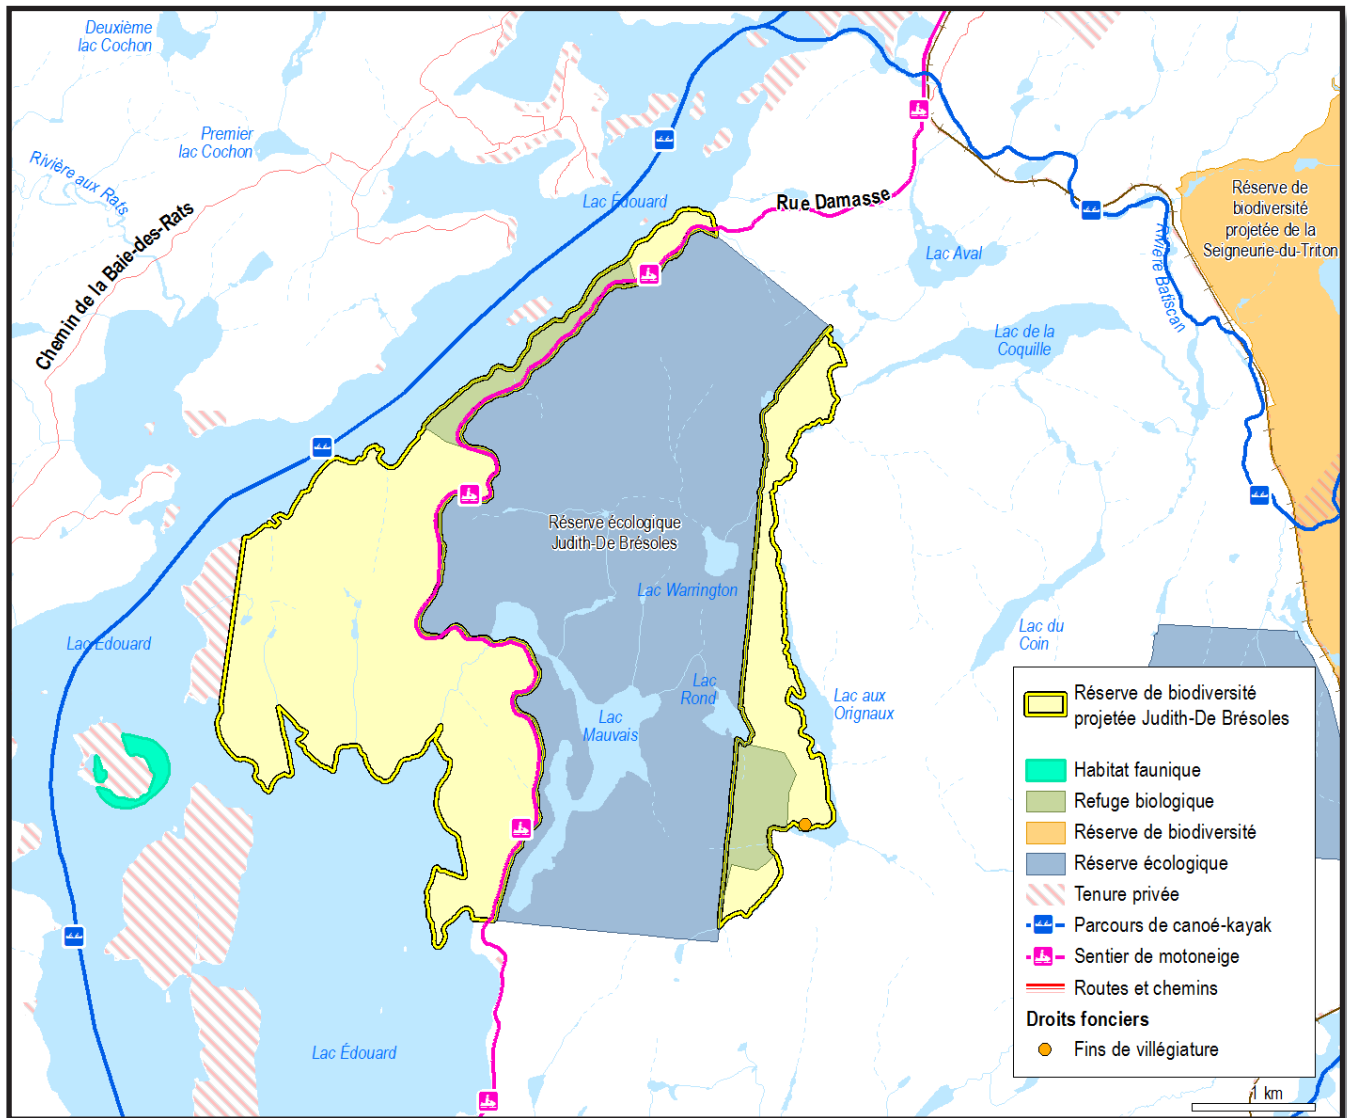 Deuxième
lac Cochon
Premier
lac Cochon
Rivière aux Rats
Chemin de la Baie-des-Rats
Lac Édouard
Rue Damasse
Lac Aval
Rivière Batiscan
Réserve de
biodiversité
projetée de la
Seigneurie-du-Triton
Lac de la
Coquille
Réserve écologique
Judith-De Brésoles
Lac Warrington
Lac du
Coin
Lac Édouard
Lac
Rond
Lac aux
Orignaux
Lac
Mauvais
Lac Édouard
Réserve de biodiversité
projetée Judith-De Brésoles
Habitat faunique
Refuge biologique
Réserve de biodiversité
Réserve écologique
Tenure privée
Parcours de canoé-kayak
Sentier de motoneige
Routes et chemins
Droits fonciers
Fins de villégiature
1 km